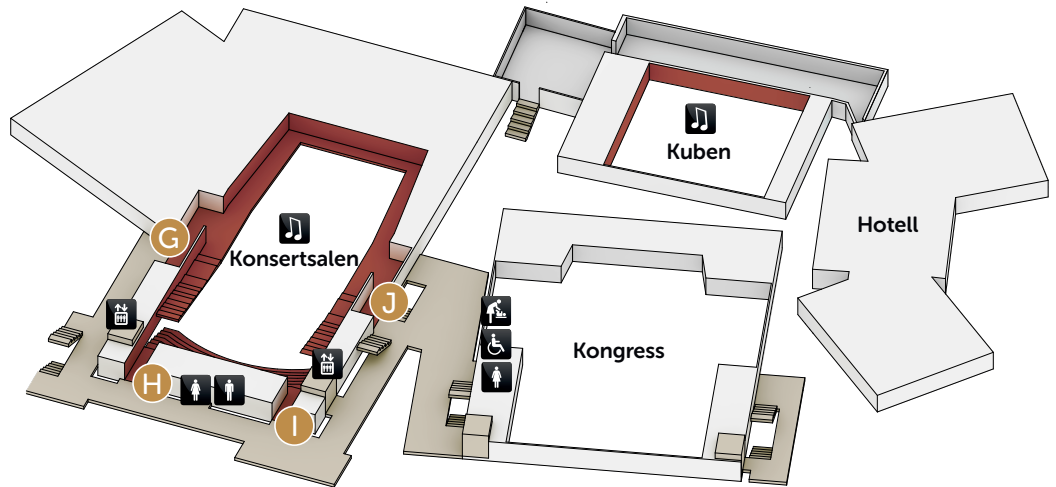 Kuben
G
Konsertsalen
Hotell
J
Kongress
H
I